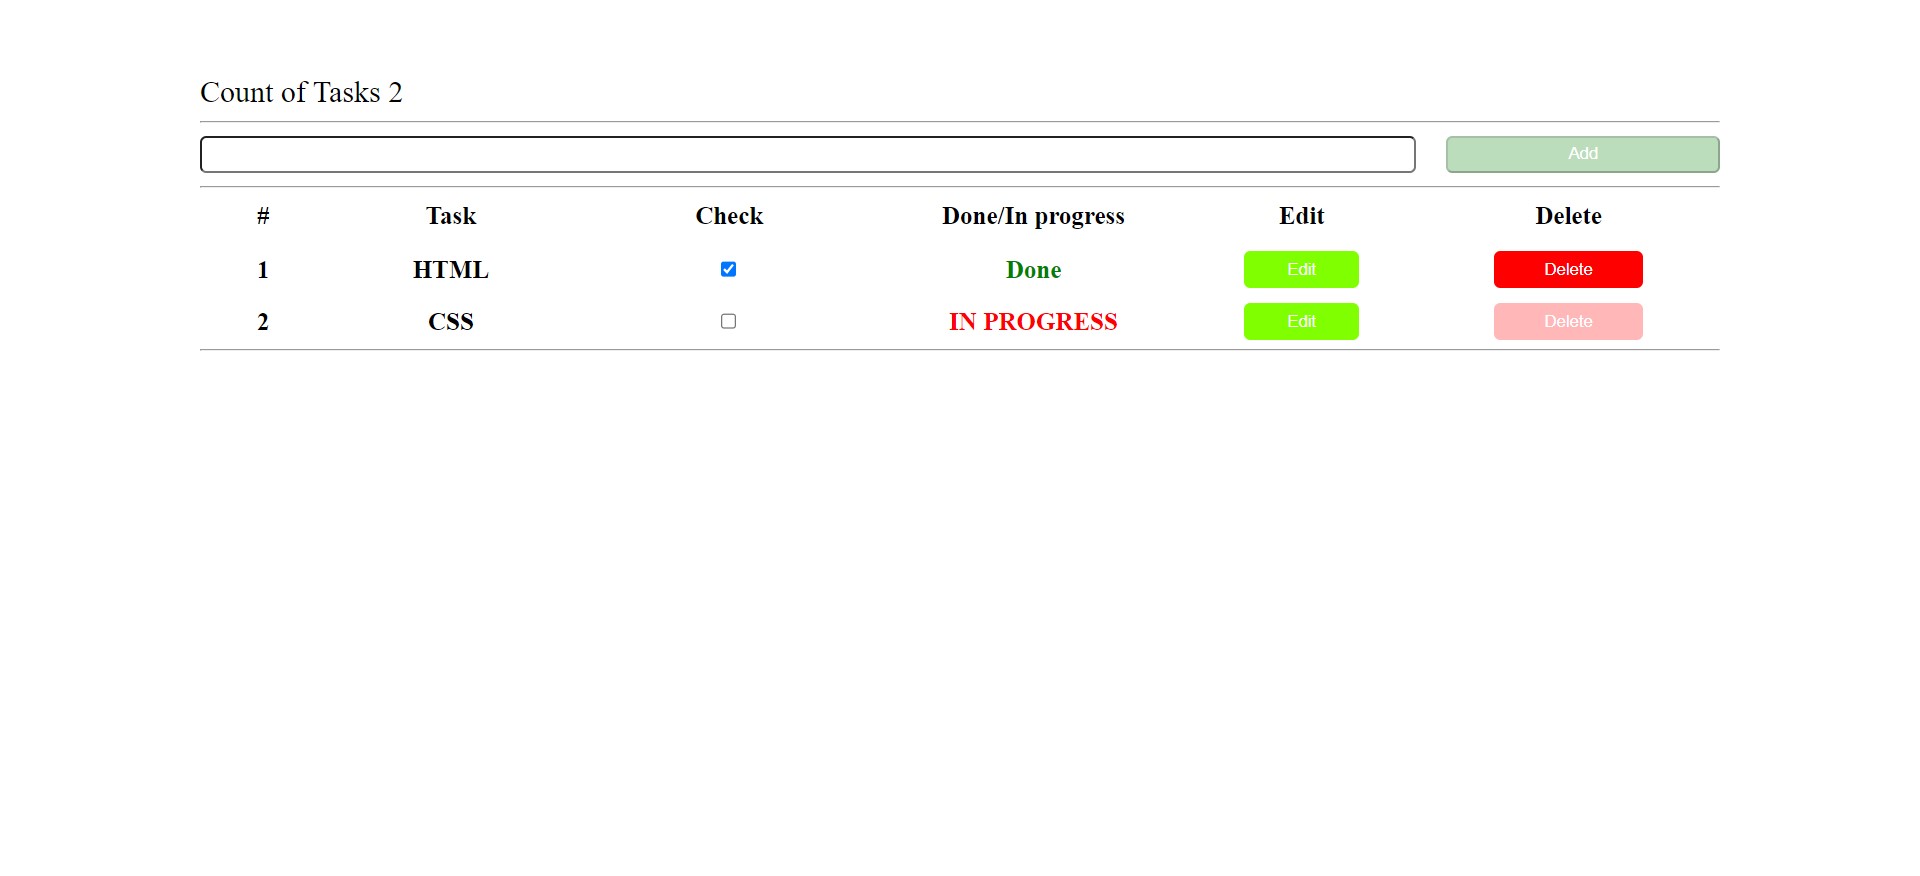 Count of Tasks 2
Add
# Task Check Done/In progress Edit Delete
1 HTML Done Edit Delete
2 CSS IN PROGRESS Edit Delete